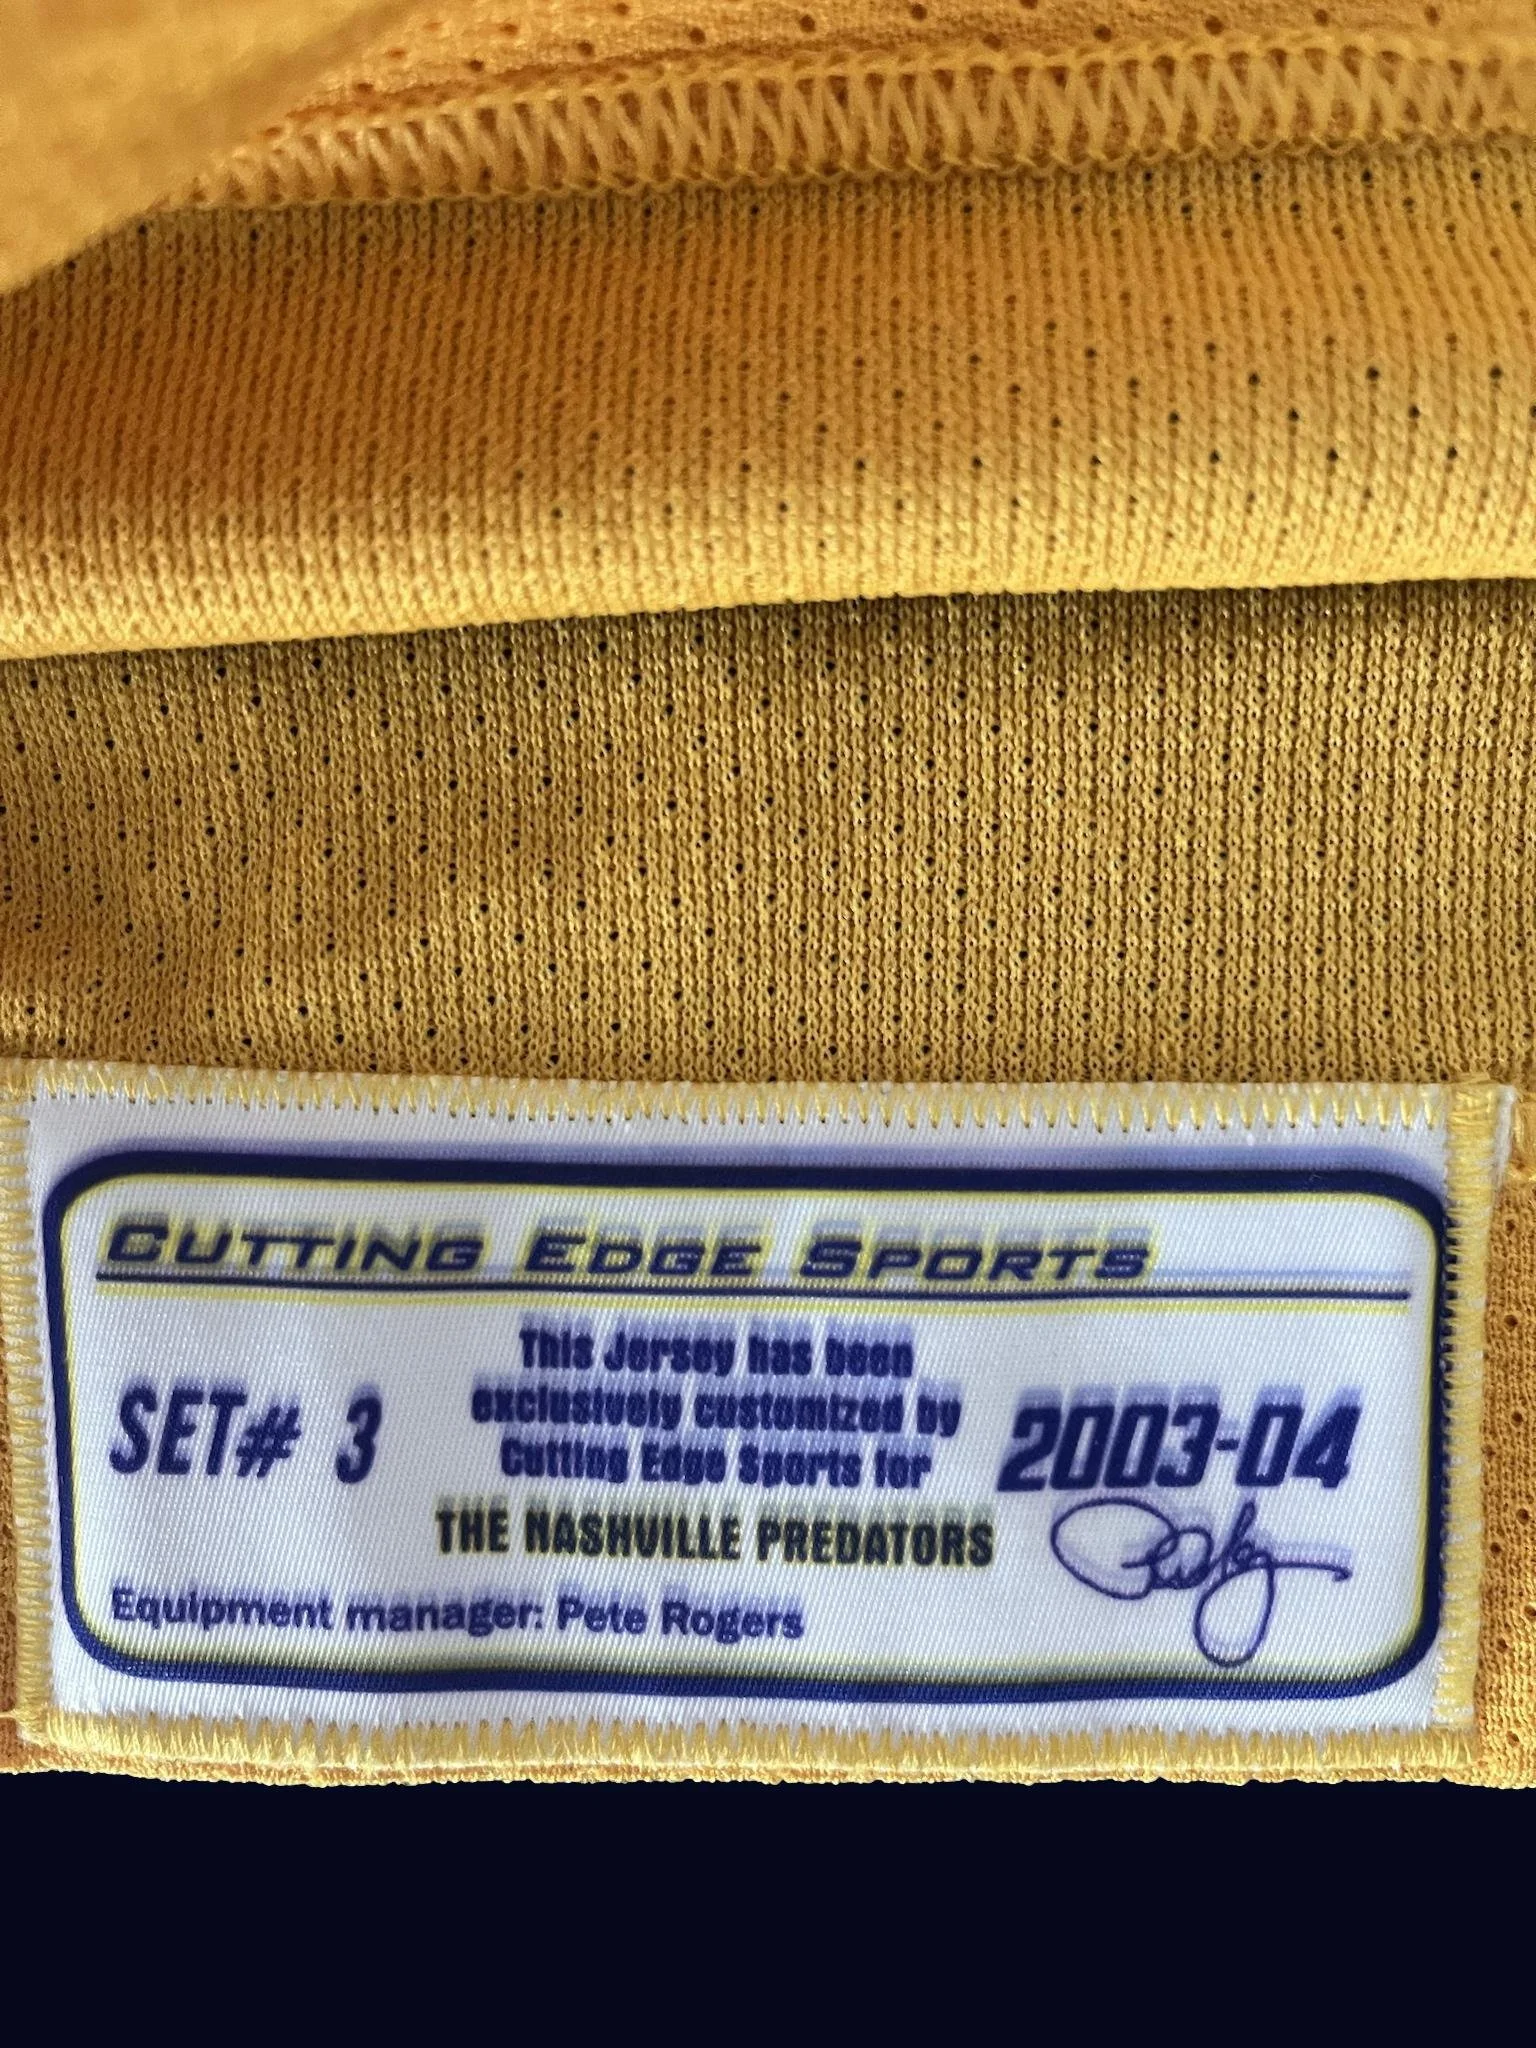 CUTTING EDGE SPORTS
This Jersey has been
exclusively customized by
Cutting Edge Sports for
SET# 3
2003-04
THE NASHVILLE PREDATORS
Equipment manager: Pete Rogers